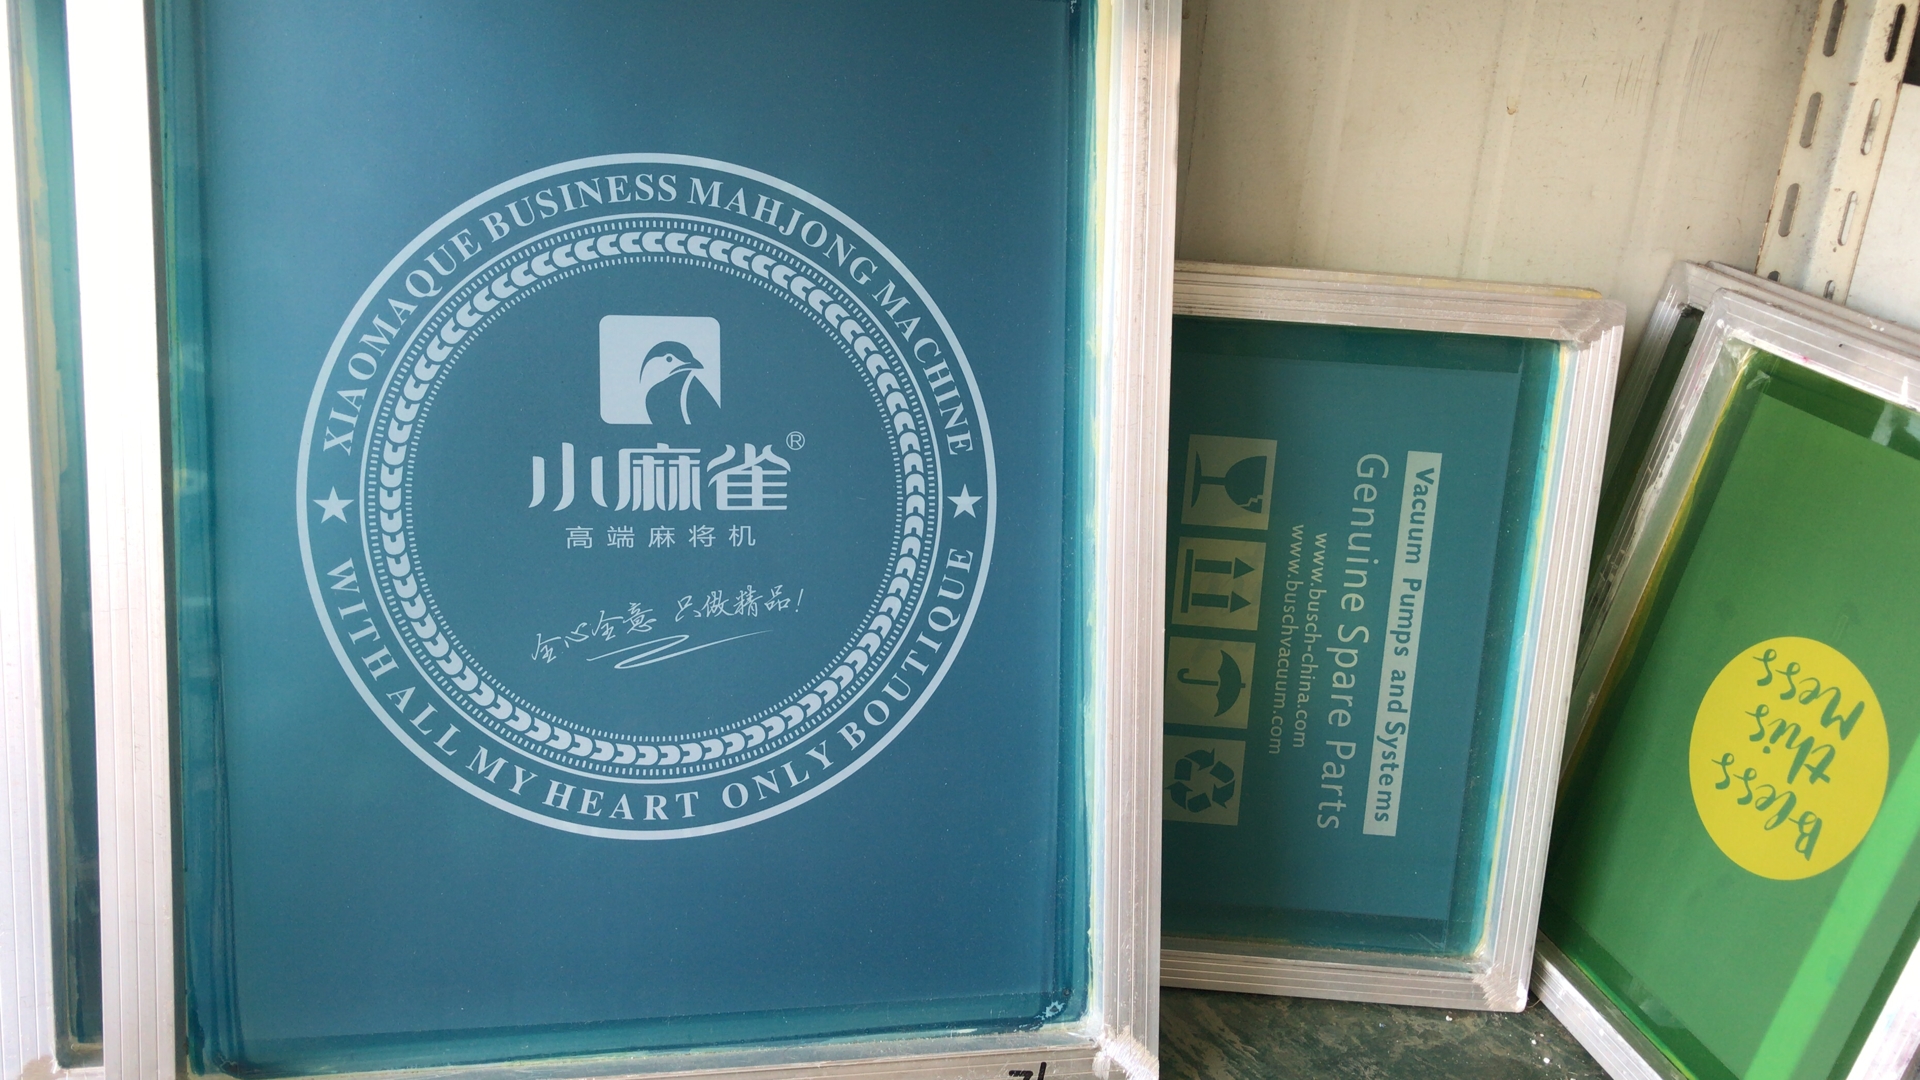 XIAOMAQUE BUSINESS MAHJONG MACHINE
小麻雀®
高端麻将机
全心全意 只做精品!
★ WITH ALL MY HEART ONLY BOUTIQUE ★
Vacuum Pumps and Systems
Genuine Spare Parts
www.busch-china.com
www.buschvacuum.com
Bless
this
Mess